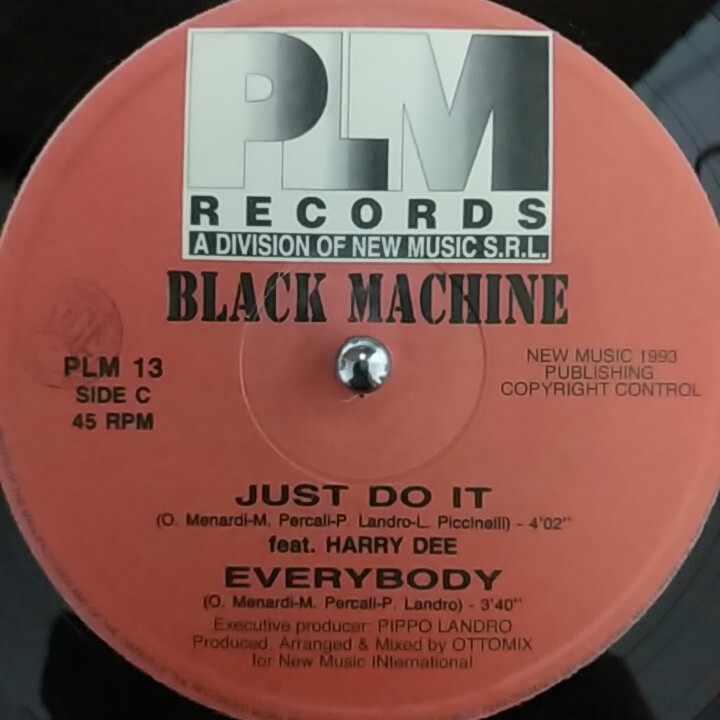 PLM
RECORDS
A DIVISION OF NEW MUSIC S.R.L.
BLACK MACHINE
PLM 13
SIDE C
45 RPM
NEW MUSIC 1993
PUBLISHING:
COPYRIGHT CONTROL
JUST DO IT
(O. Menardi-M. Percali-P. Landro-L. Piccinelli) - 4'02"
feat. HARRY DEE
EVERYBODY
(O. Menardi-M. Percali-P. Landro) - 3'40"
Executive producer: PIPPO LANDRO
Produced, Arranged & Mixed by OTTOMIX
for New Music INternational